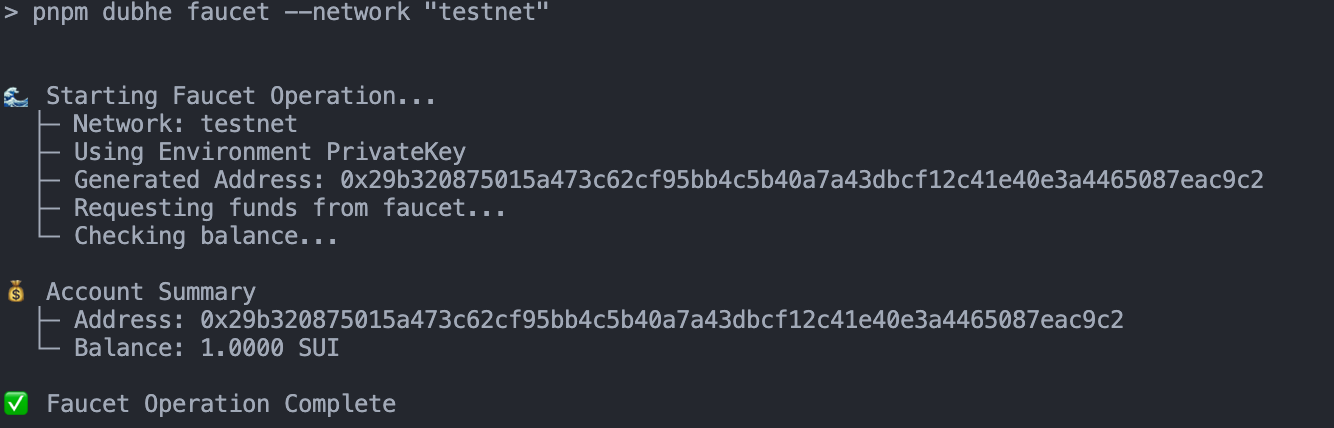 > pnpm dubhe faucet --network "testnet"
🌊 Starting Faucet Operation...
├─ Network: testnet
├─ Using Environment PrivateKey
├─ Generated Address: 0x29b320875015a473c62cf95bb4c5b40a7a43dbcf12c41e40e3a4465087eac9c2
├─ Requesting funds from faucet...
└─ Checking balance...
💰 Account Summary
├─ Address: 0x29b320875015a473c62cf95bb4c5b40a7a43dbcf12c41e40e3a4465087eac9c2
└─ Balance: 1.0000 SUI
✅ Faucet Operation Complete